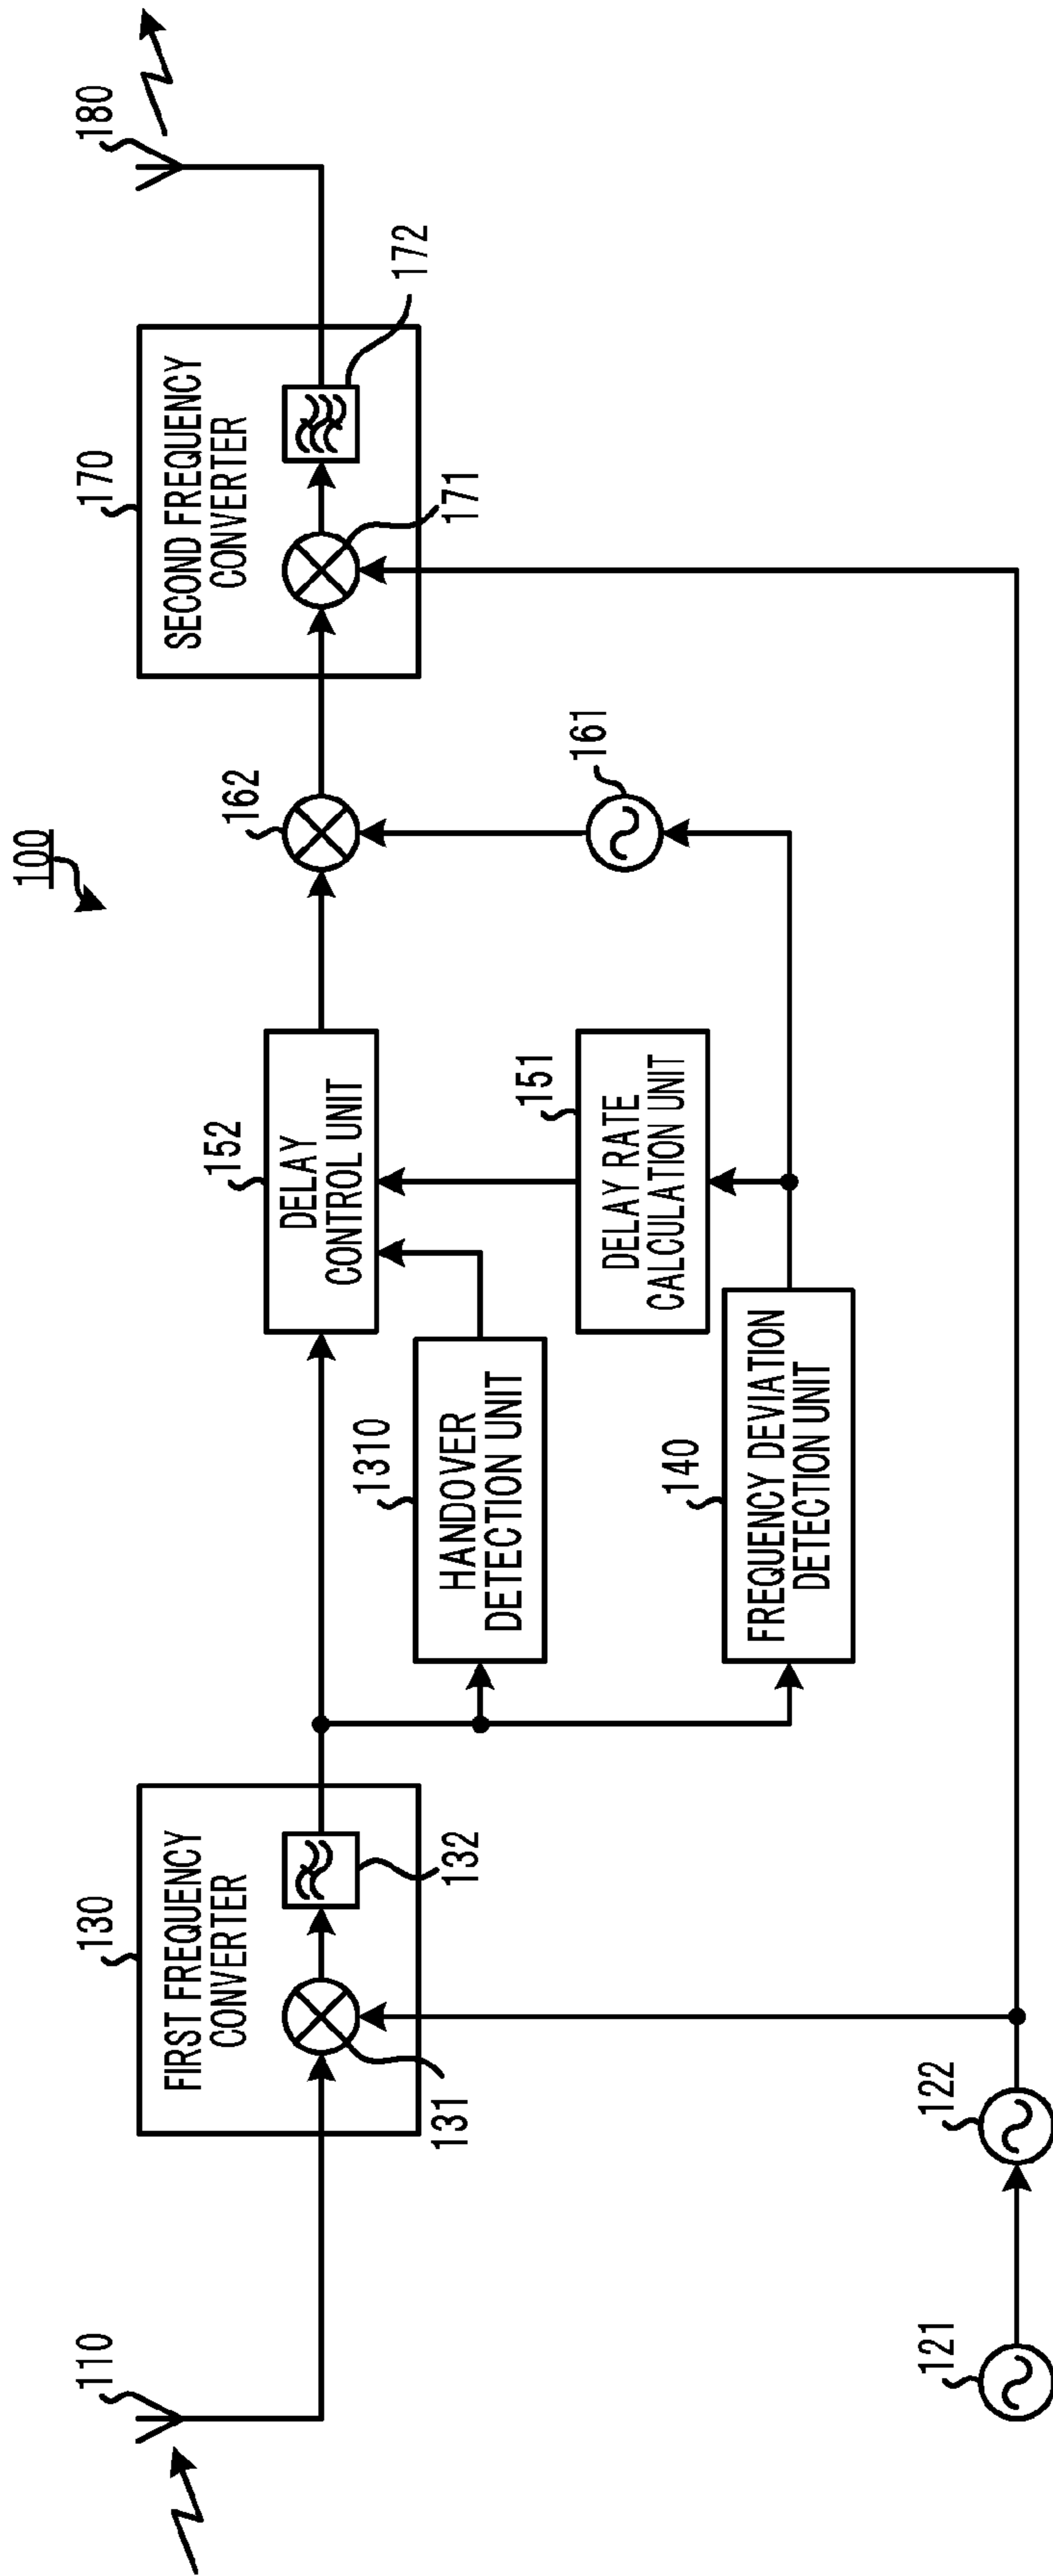 100
110
130
FIRST FREQUENCY
CONVERTER
131
132
1310
HANDOVER
DETECTION UNIT
140
FREQUENCY DEVIATION
DETECTION UNIT
152
DELAY
CONTROL UNIT
151
DELAY RATE
CALCULATION UNIT
162
161
170
SECOND FREQUENCY
CONVERTER
171
172
180
121
122